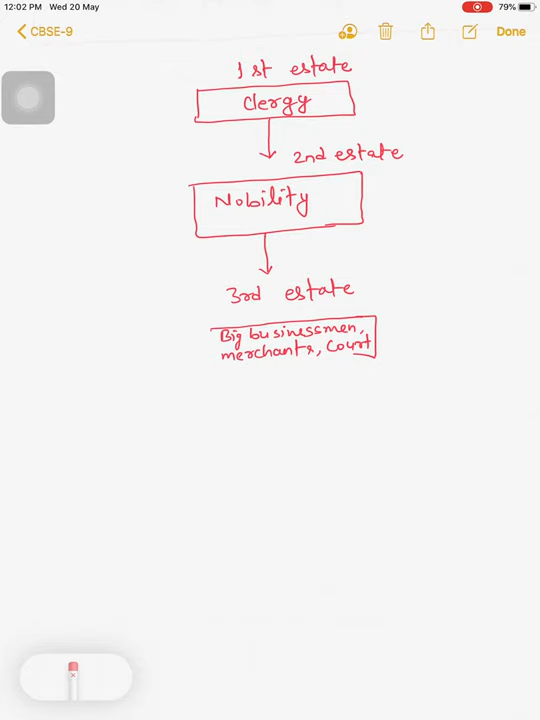 12:02 PM Wed 20 May
79%
CBSE-9
Done
1st estate
Clergy
2nd estate
Nobility
3rd estate
Big businessmen,
merchants, Court